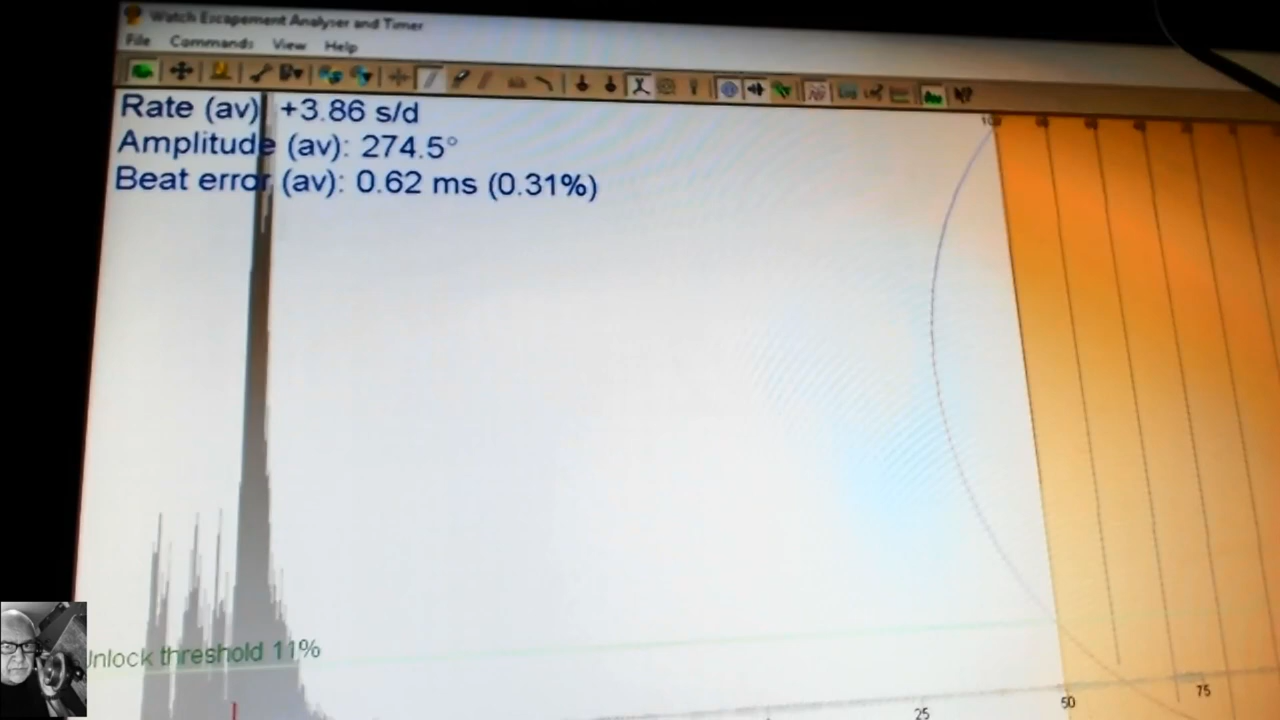 Watch Escapement Analyser and Timer
File Commands View Help
Rate (av) +3.86 s/d
Amplitude (av): 274.5°
Beat error (av): 0.62 ms (0.31%)
Unlock threshold 11%
25 50 75